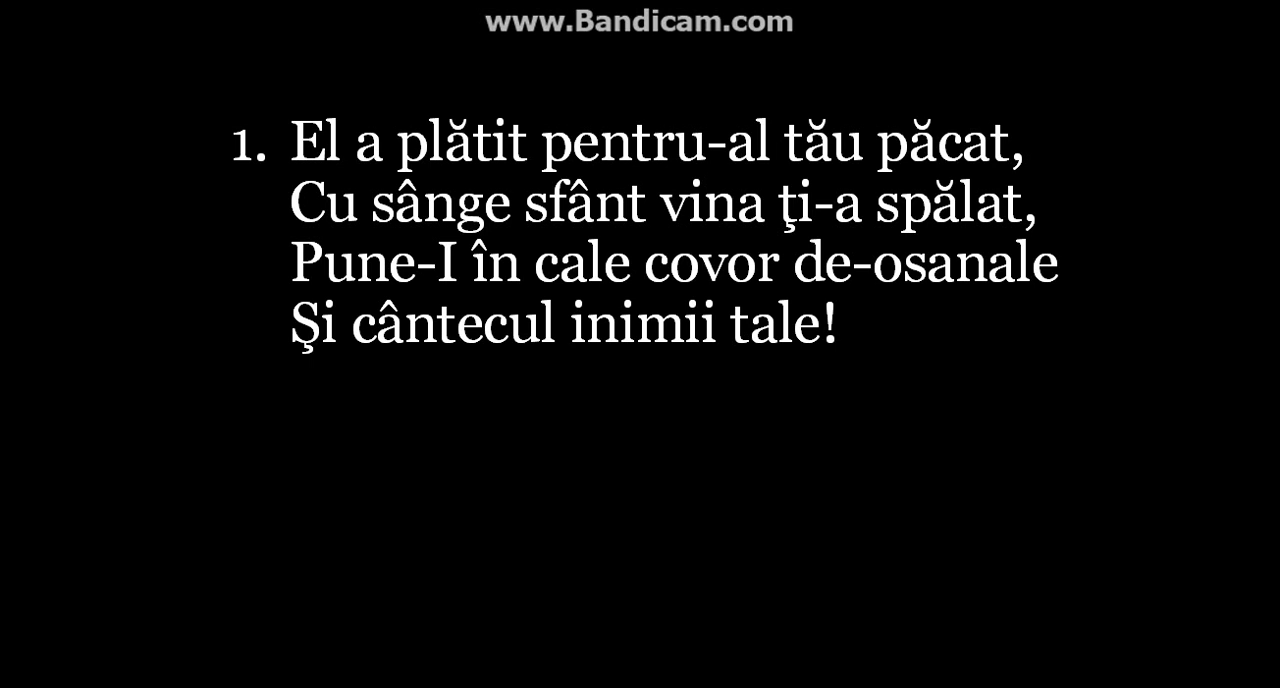 www.Bandicam.com
1. El a plătit pentru-al tău păcat,
Cu sânge sfânt vina ţi-a spălat,
Pune-I în cale covor de-osanale
Şi cântecul inimii tale!